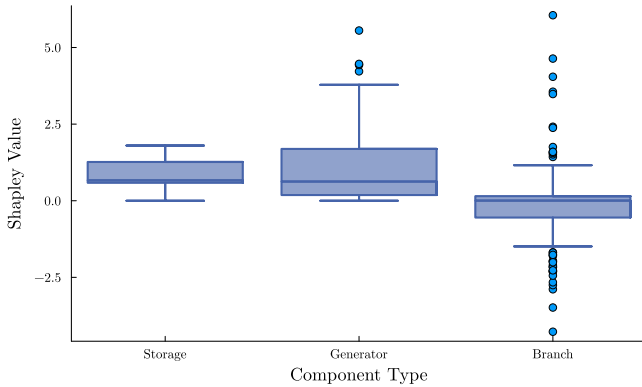 Shapley Value
5.0
2.5
0.0
−2.5
Storage
Generator
Branch
Component Type